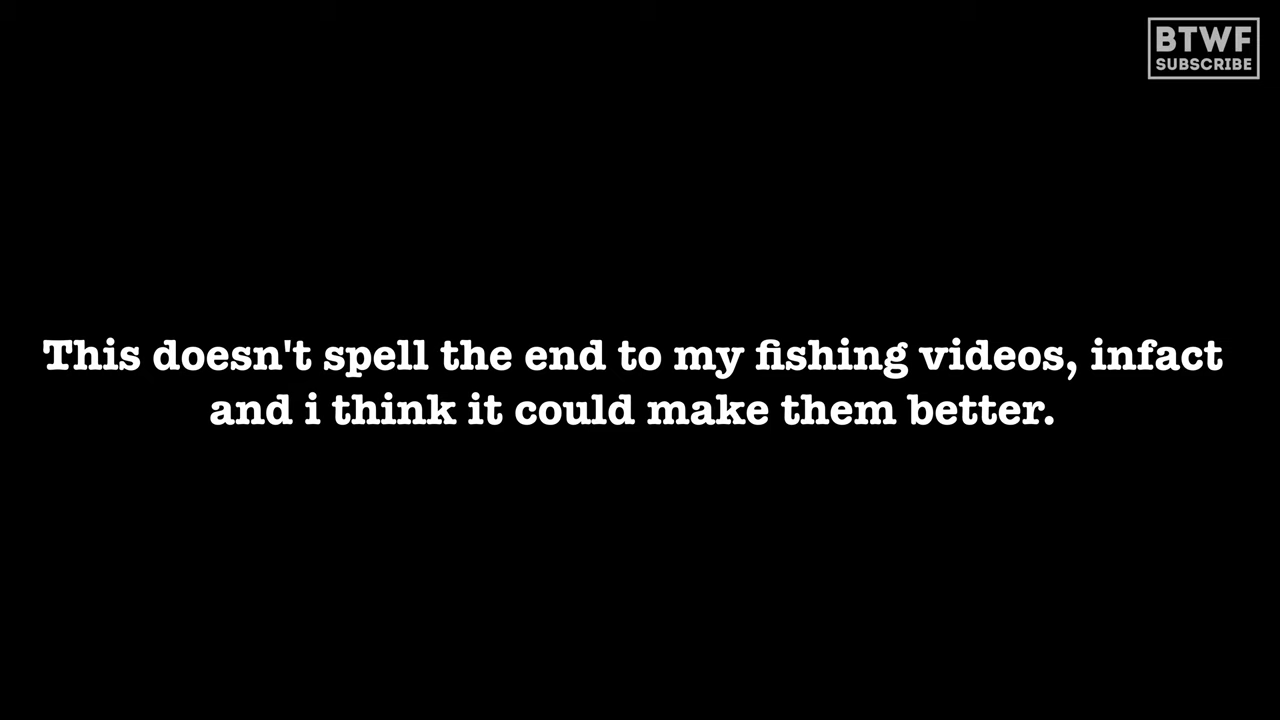 BTWF
SUBSCRIBE
This doesn't spell the end to my fishing videos, infact
and i think it could make them better.